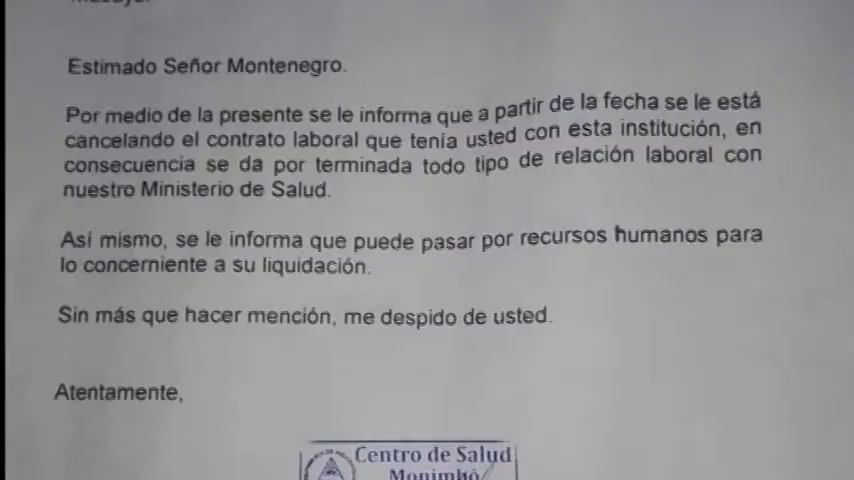 Estimado Señor Montenegro.
Por medio de la presente se le informa que a partir de la fecha se le está
cancelando el contrato laboral que tenía usted con esta institución, en
consecuencia se da por terminada todo tipo de relación laboral con
nuestro Ministerio de Salud.
Así mismo, se le informa que puede pasar por recursos humanos para
lo concerniente a su liquidación.
Sin más que hacer mención, me despido de usted.
Atentamente,
Centro de Salud
Monimbó